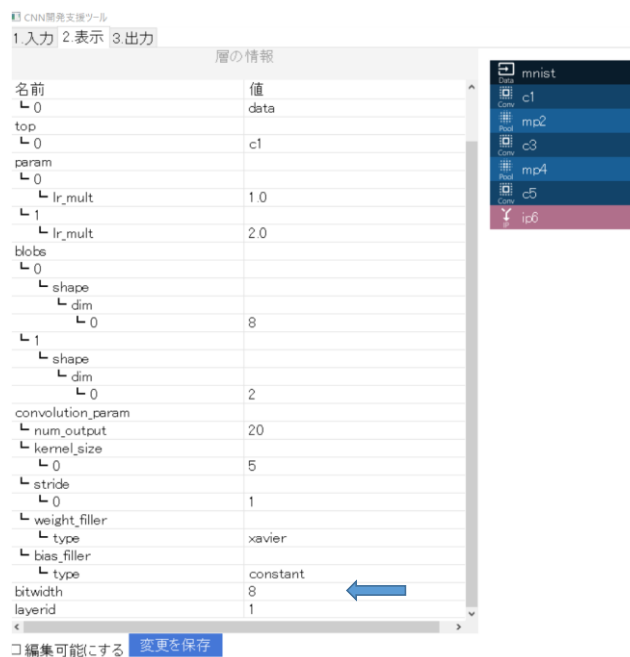 CNN開発支援ツール
1.入力 2.表示 3.出力
層の情報
名前 値
0 data
top
0 c1
param
0
lr_mult 1.0
1
lr_mult 2.0
blobs
0
shape
dim
0 8
1
shape
dim
0 2
convolution_param
num_output 20
kernel_size
0 5
stride
0 1
weight_filler
type xavier
bias_filler
type constant
bitwidth 8
layerid 1
編集可能にする 変更を保存
Data mnist
Conv c1
Pool mp2
Conv c3
Pool mp4
Conv c5
IP ip6